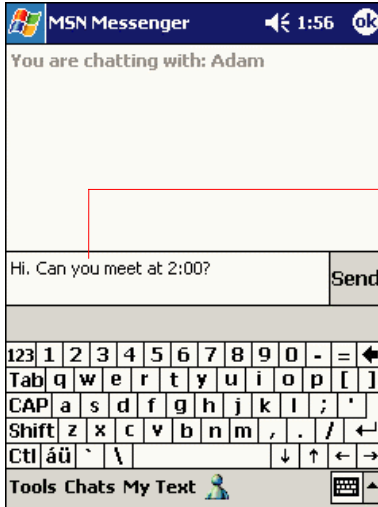 MSN Messenger 1:56 ok
You are chatting with: Adam
Hi. Can you meet at 2:00?
Send
123 1 2 3 4 5 6 7 8 9 0 - =
Tab q w e r t y u i o p [ ]
CAP a s d f g h j k l ; '
Shift z x c v b n m , . /
Ctl áü ` \
Tools Chats My Text